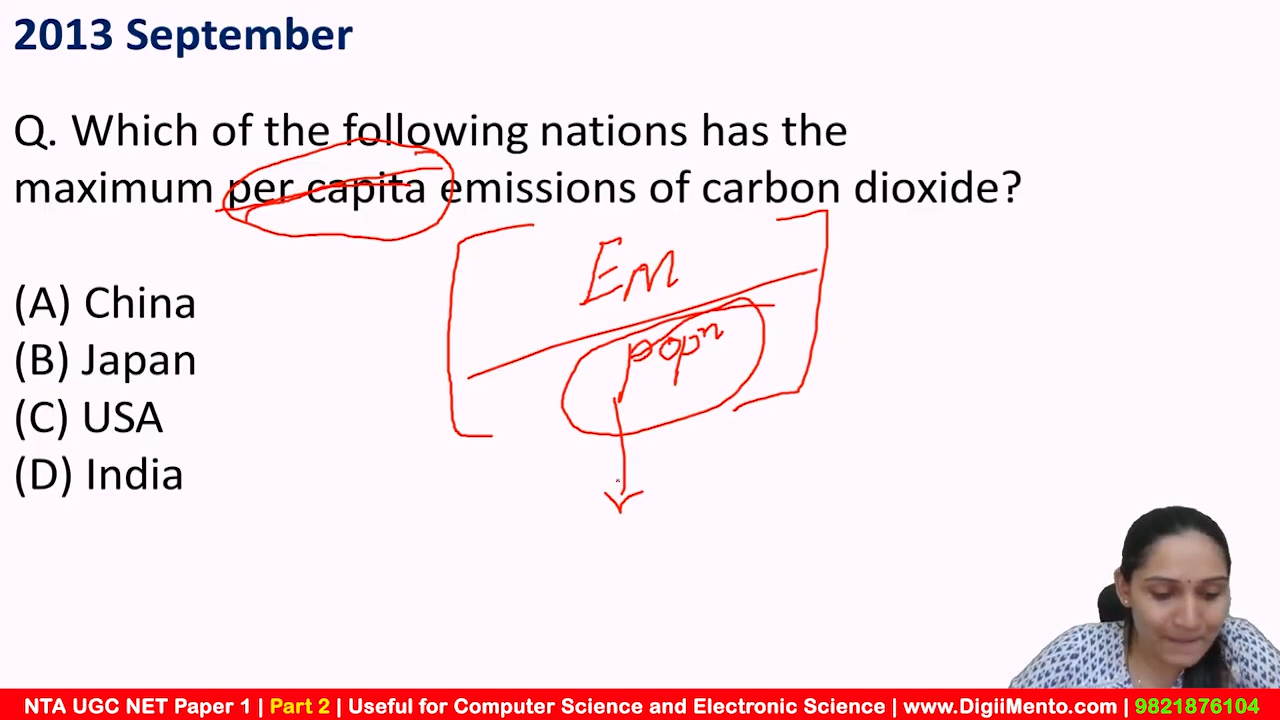 2013 September
Q. Which of the following nations has the
maximum per capita emissions of carbon dioxide?
Em
popn
(A) China
(B) Japan
(C) USA
(D) India
NTA UGC NET Paper 1 | Part 2 | Useful for Computer Science and Electronic Science | www.DigiiMento.com | 9821876104